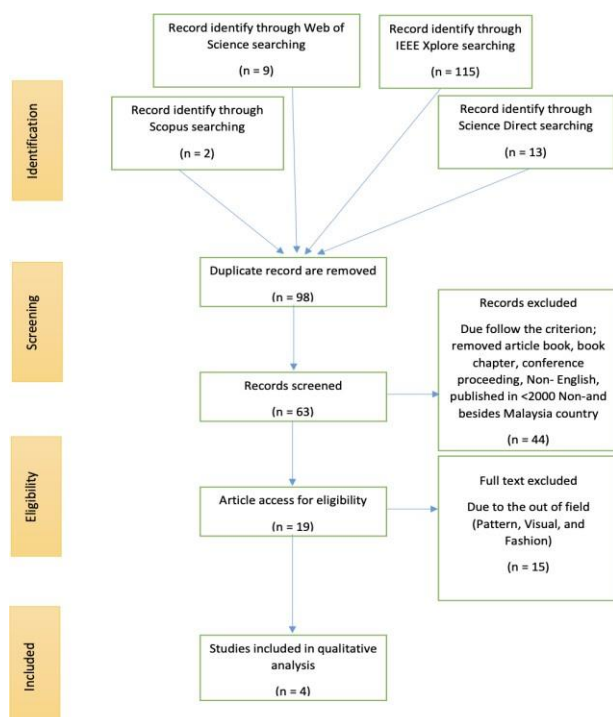 Record identify through Web of
Science searching
(n = 9)
Record identify through
IEEE Xplore searching
(n = 115)
Record identify through
Scopus searching
(n = 2)
Record identify through
Science Direct searching
(n = 13)
Identification
Duplicate record are removed
(n = 98)
Screening
Records excluded
Due follow the criterion;
removed article book, book
chapter, conference
proceeding, Non- English,
published in <2000 Non-and
besides Malaysia country
(n = 44)
Records screened
(n = 63)
Eligibility
Article access for eligibility
(n = 19)
Full text excluded
Due to the out of field
(Pattern, Visual, and
Fashion)
(n = 15)
Included
Studies included in qualitative
analysis
(n = 4)